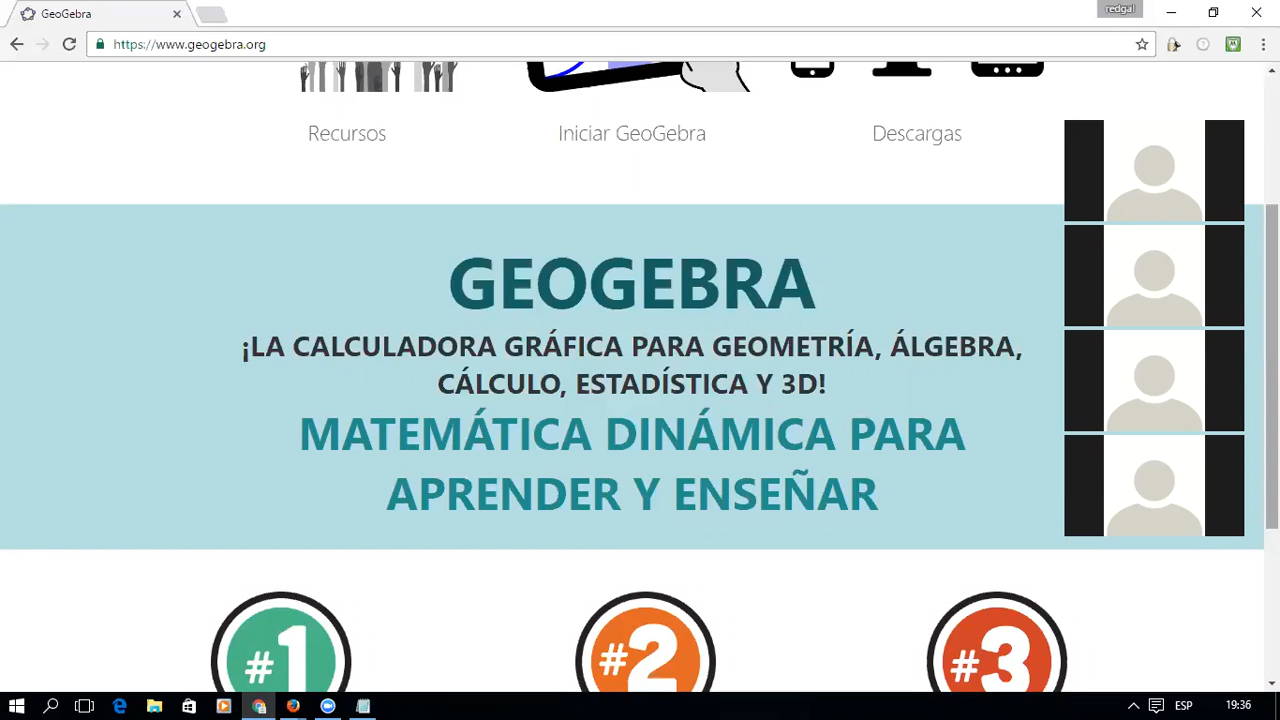 GeoGebra
redgal
https://www.geogebra.org
Recursos
Iniciar GeoGebra
Descargas
GEOGEBRA
¡LA CALCULADORA GRÁFICA PARA GEOMETRÍA, ÁLGEBRA,
CÁLCULO, ESTADÍSTICA Y 3D!
MATEMÁTICA DINÁMICA PARA
APRENDER Y ENSEÑAR
#1
#2
#3
ESP
19:36